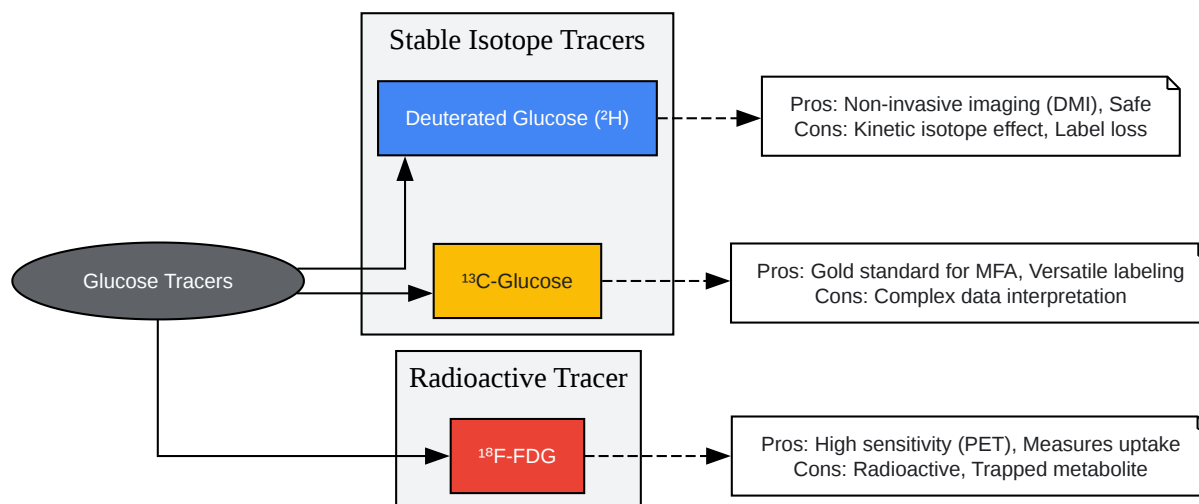 Stable Isotope Tracers
Deuterated Glucose (²H)
Pros: Non-invasive imaging (DMI), Safe
Cons: Kinetic isotope effect, Label loss
Glucose Tracers
¹³C-Glucose
Pros: Gold standard for MFA, Versatile labeling
Cons: Complex data interpretation
Radioactive Tracer
¹⁸F-FDG
Pros: High sensitivity (PET), Measures uptake
Cons: Radioactive, Trapped metabolite